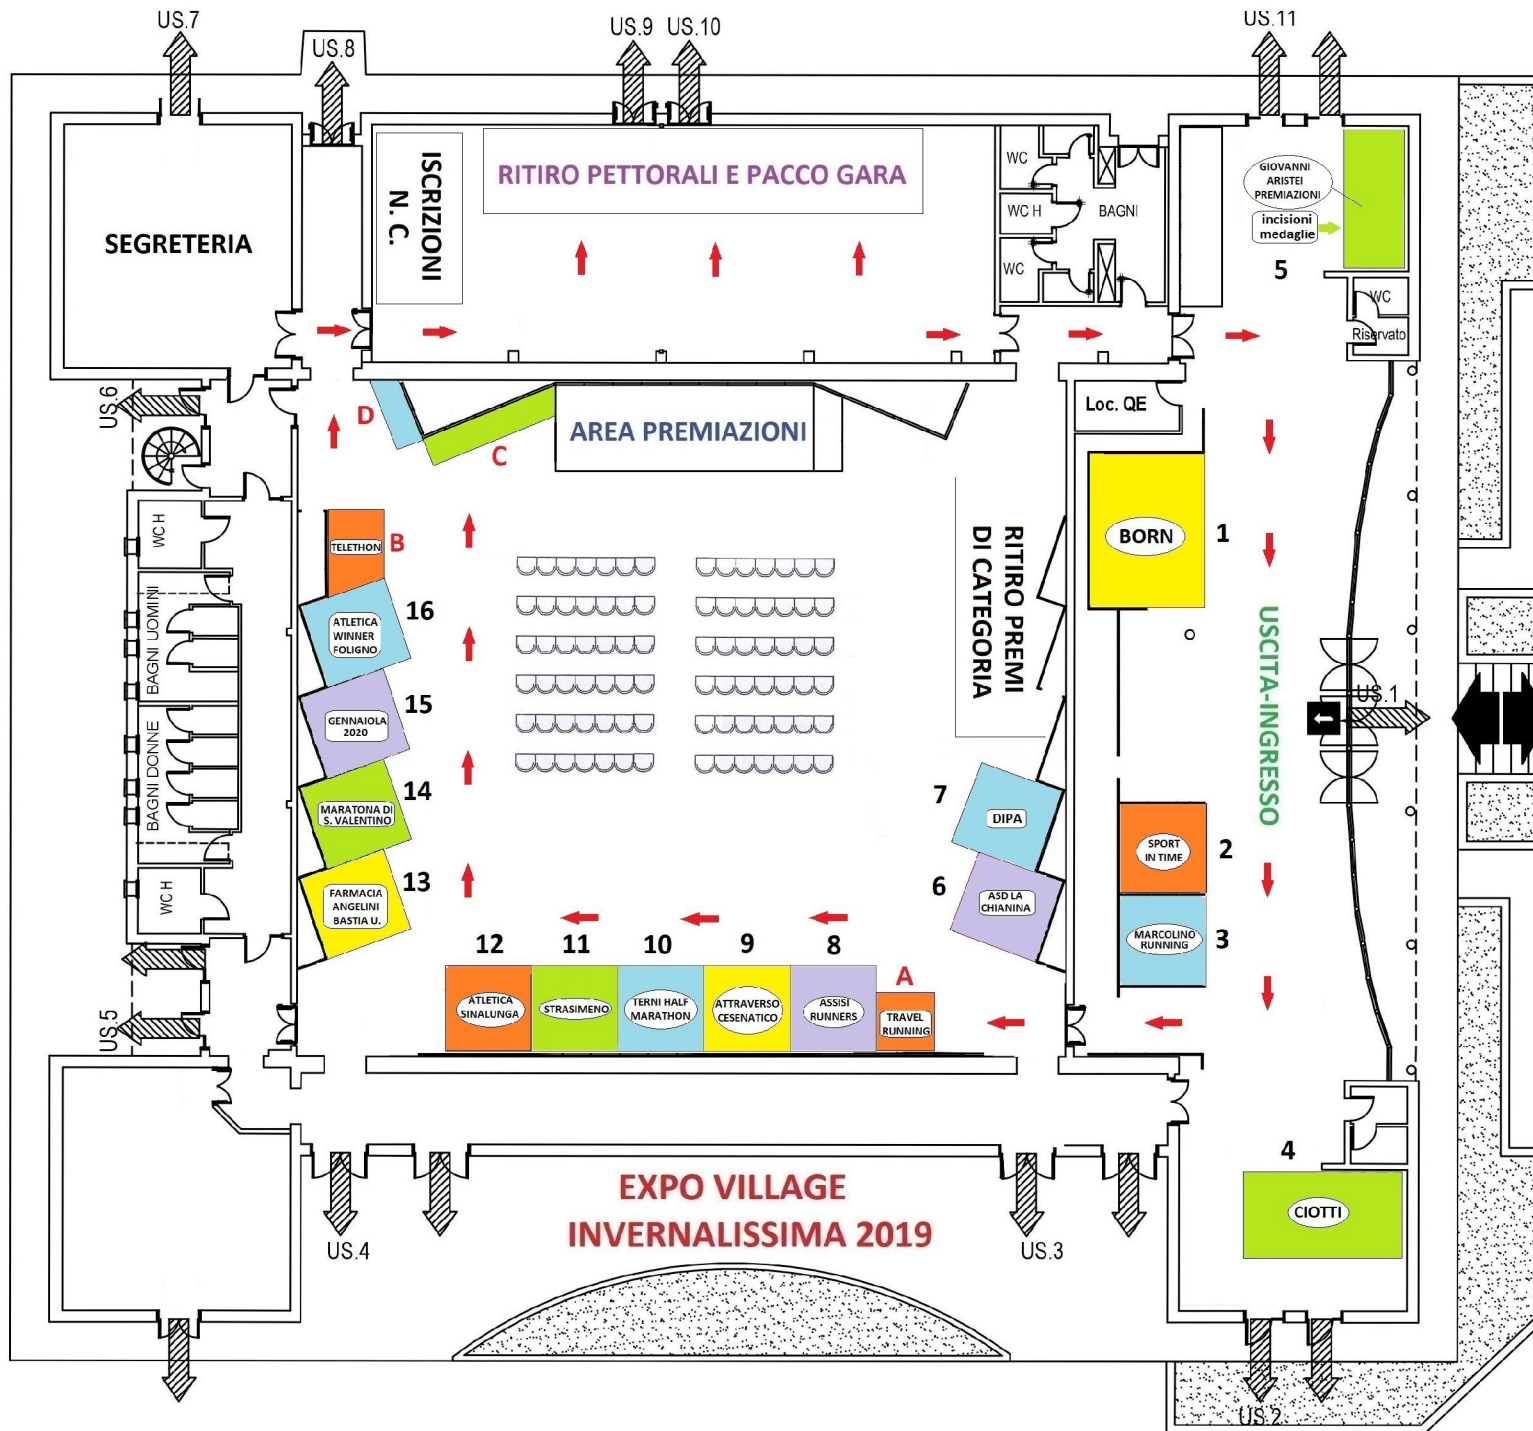 US.7
US.8
US.9
US.10
US.11
ISCRIZIONI
N. C.
RITIRO PETTORALI E PACCO GARA
SEGRETERIA
WC
WC H
WC
BAGNI
GIOVANNI
ARISTEI
PREMIAZIONI
incisioni
medaglie
5
WC
Riservato
US.6
D
C
AREA PREMIAZIONI
Loc. QE
BORN
1
WC H
TELETHON
B
RITIRO PREMI
DI CATEGORIA
BAGNI UOMINI
ATLETICA
WINNER
FOLIGNO
16
USCITA-INGRESSO
US.1
GENNAIOLA
2020
15
BAGNI DONNE
MARATONA DI
S. VALENTINO
14
7
DIPA
SPORT
IN TIME
2
WC H
FARMACIA
ANGELINI
BASTIA U.
13
6
ASD LA
CHIANINA
MARCOLINO
RUNNING
3
12
11
10
9
8
A
ATLETICA
SINALUNGA
STRASIMENO
TERNI HALF
MARATHON
ATTRAVERSO
CESENATICO
ASSISI
RUNNERS
TRAVEL
RUNNING
US.5
4
CIOTTI
EXPO VILLAGE
INVERNALISSIMA 2019
US.4
US.3
US.2